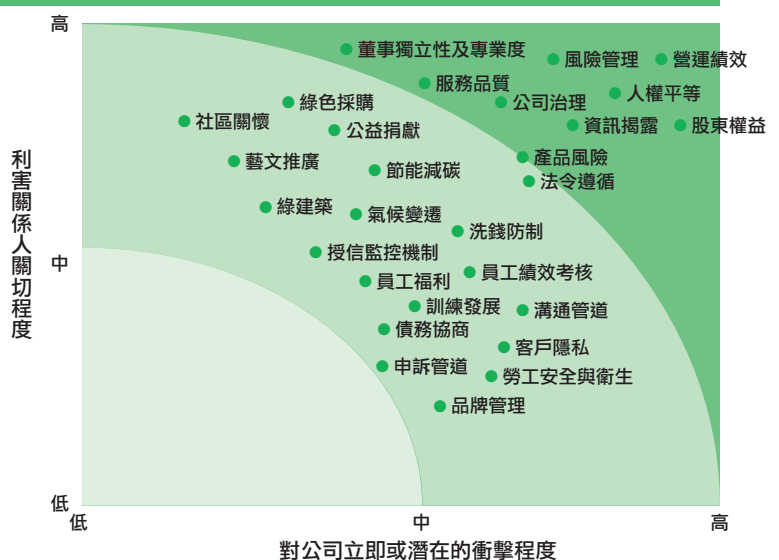 高
董事獨立性及專業度
風險管理
營運績效
服務品質
人權平等
綠色採購
公司治理
社區關懷
公益捐獻
資訊揭露
股東權益
藝文推廣
節能減碳
產品風險
法令遵循
利害關係人關切程度
綠建築
氣候變遷
洗錢防制
中
授信監控機制
員工福利
員工績效考核
訓練發展
溝通管道
債務協商
客戶隱私
申訴管道
勞工安全與衛生
品牌管理
低
低
中
高
對公司立即或潛在的衝擊程度